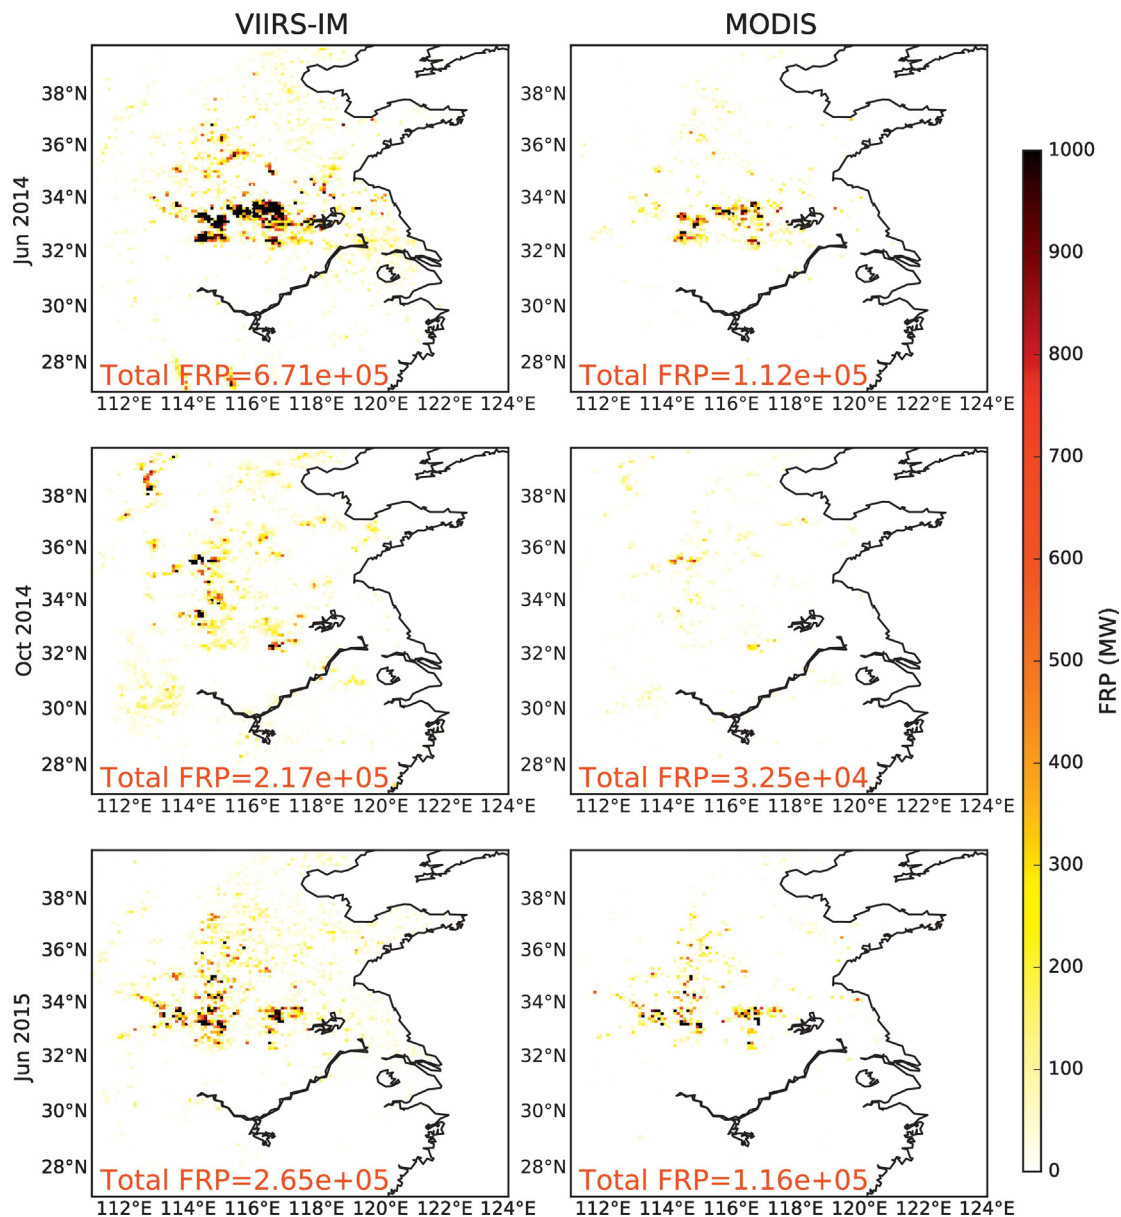 VIIRS-IM MODIS
Jun 2014
38°N
36°N
34°N
32°N
30°N
28°N
Total FRP=6.71e+05
112°E 114°E 116°E 118°E 120°E 122°E 124°E
38°N
36°N
34°N
32°N
30°N
28°N
Total FRP=1.12e+05
112°E 114°E 116°E 118°E 120°E 122°E 124°E
Oct 2014
38°N
36°N
34°N
32°N
30°N
28°N
Total FRP=2.17e+05
112°E 114°E 116°E 118°E 120°E 122°E 124°E
38°N
36°N
34°N
32°N
30°N
28°N
Total FRP=3.25e+04
112°E 114°E 116°E 118°E 120°E 122°E 124°E
Jun 2015
38°N
36°N
34°N
32°N
30°N
28°N
Total FRP=2.65e+05
112°E 114°E 116°E 118°E 120°E 122°E 124°E
38°N
36°N
34°N
32°N
30°N
28°N
Total FRP=1.16e+05
112°E 114°E 116°E 118°E 120°E 122°E 124°E
1000
900
800
700
600
500
400
300
200
100
0
FRP (MW)